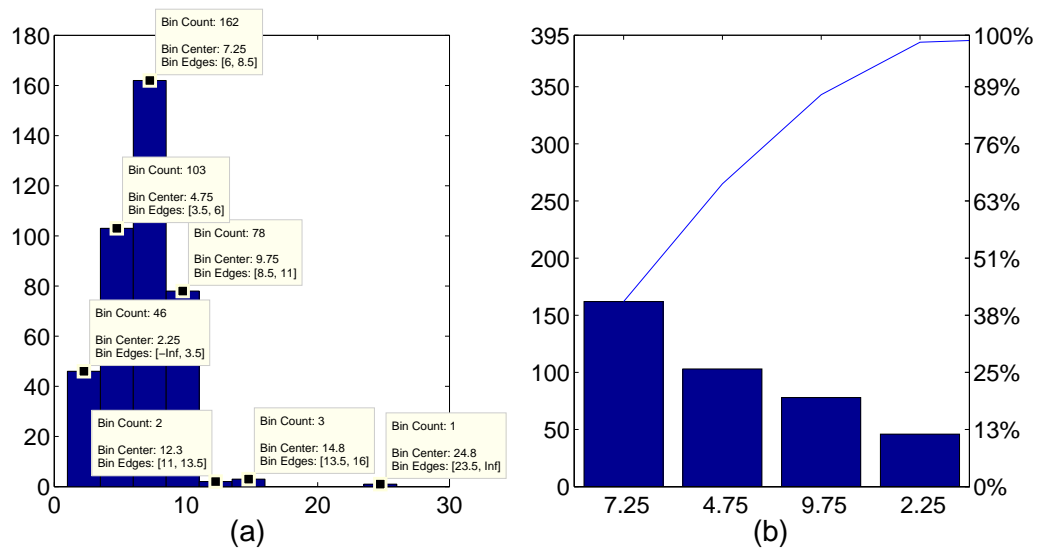 180
160
140
120
100
80
60
40
20
0
0
10
20
30
Bin Count: 162
Bin Center: 7.25
Bin Edges: [6, 8.5]
Bin Count: 103
Bin Center: 4.75
Bin Edges: [3.5, 6]
Bin Count: 78
Bin Center: 9.75
Bin Edges: [8.5, 11]
Bin Count: 46
Bin Center: 2.25
Bin Edges: [−Inf, 3.5]
Bin Count: 2
Bin Center: 12.3
Bin Edges: [11, 13.5]
Bin Count: 3
Bin Center: 14.8
Bin Edges: [13.5, 16]
Bin Count: 1
Bin Center: 24.8
Bin Edges: [23.5, Inf]
(a)
395
350
300
250
200
150
100
50
0
7.25
4.75
9.75
2.25
100%
89%
76%
63%
51%
38%
25%
13%
0%
(b)